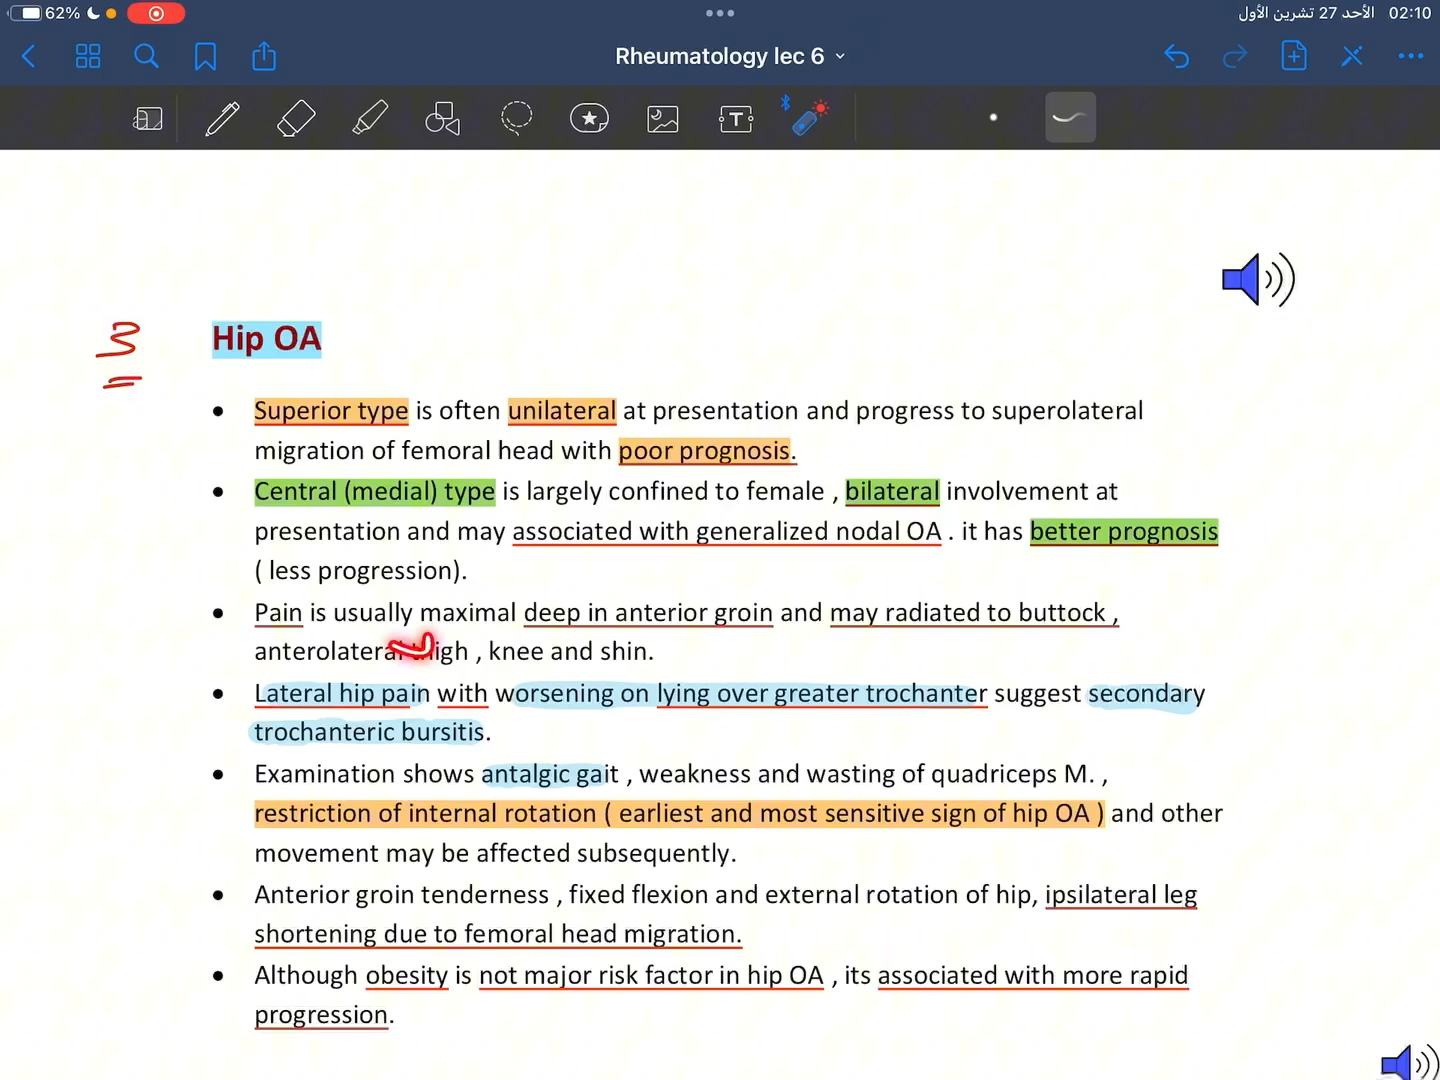 62%
02:10 الأحد 27 تشرين الأول
Rheumatology lec 6
T
3
Hip OA
• Superior type is often unilateral at presentation and progress to superolateral
migration of femoral head with poor prognosis.
• Central (medial) type is largely confined to female , bilateral involvement at
presentation and may associated with generalized nodal OA . it has better prognosis
( less progression).
• Pain is usually maximal deep in anterior groin and may radiated to buttock ,
anterolateral thigh , knee and shin.
• Lateral hip pain with worsening on lying over greater trochanter suggest secondary
trochanteric bursitis.
• Examination shows antalgic gait , weakness and wasting of quadriceps M. ,
restriction of internal rotation ( earliest and most sensitive sign of hip OA ) and other
movement may be affected subsequently.
• Anterior groin tenderness , fixed flexion and external rotation of hip, ipsilateral leg
shortening due to femoral head migration.
• Although obesity is not major risk factor in hip OA , its associated with more rapid
progression.